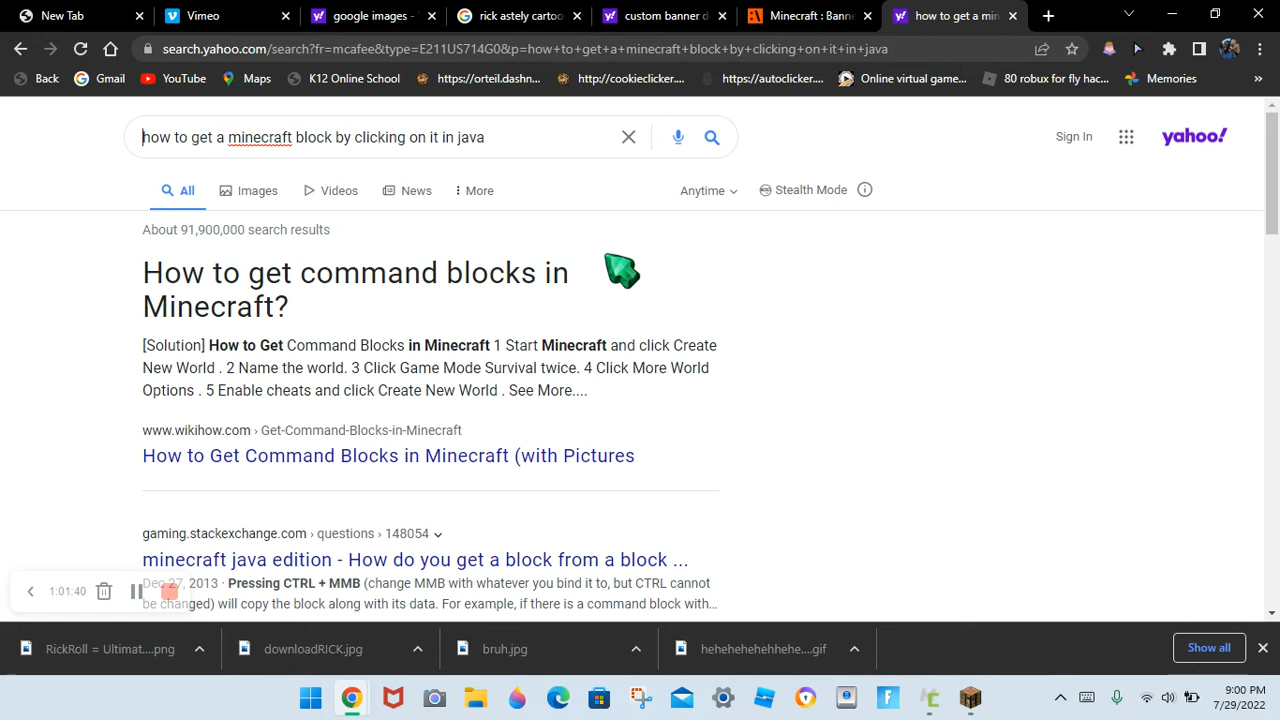 New Tab
Vimeo
google images -
rick astely cartoo
custom banner d
Minecraft : Bann
how to get a min
search.yahoo.com/search?fr=mcafee&type=E211US714G0&p=how+to+get+a+minecraft+block+by+clicking+on+it+in+java
Back
Gmail
YouTube
Maps
K12 Online School
https://orteil.dashn...
http://cookieclicker....
https://autoclicker....
Online virtual game...
80 robux for fly hac...
Memories
how to get a minecraft block by clicking on it in java
Sign In
yahoo!
All
Images
Videos
News
More
Anytime
Stealth Mode
About 91,900,000 search results
How to get command blocks in
Minecraft?
[Solution] How to Get Command Blocks in Minecraft 1 Start Minecraft and click Create
New World . 2 Name the world. 3 Click Game Mode Survival twice. 4 Click More World
Options . 5 Enable cheats and click Create New World . See More....
www.wikihow.com › Get-Command-Blocks-in-Minecraft
How to Get Command Blocks in Minecraft (with Pictures
gaming.stackexchange.com › questions › 148054
minecraft java edition - How do you get a block from a block ...
Dec 27, 2013 · Pressing CTRL + MMB (change MMB with whatever you bind it to, but CTRL cannot
be changed) will copy the block along with its data. For example, if there is a command block with...
1:01:40
RickRoll = Ultimat....png
downloadRICK.jpg
bruh.jpg
hehehehehhehe....gif
Show all
9:00 PM
7/29/2022